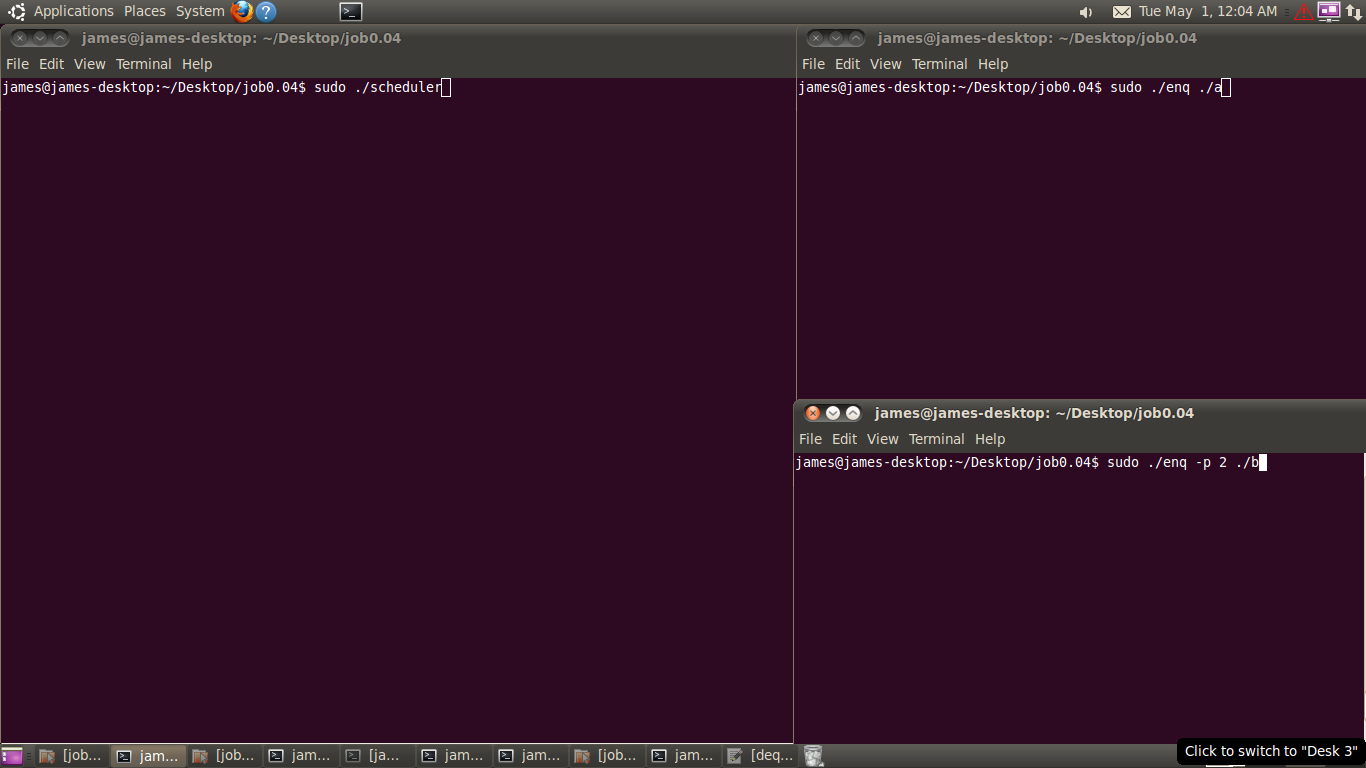 Applications Places System Tue May 1, 12:04 AM
james@james-desktop: ~/Desktop/job0.04
File Edit View Terminal Help
james@james-desktop:~/Desktop/job0.04$ sudo ./scheduler
james@james-desktop: ~/Desktop/job0.04
File Edit View Terminal Help
james@james-desktop:~/Desktop/job0.04$ sudo ./enq ./a
james@james-desktop: ~/Desktop/job0.04
File Edit View Terminal Help
james@james-desktop:~/Desktop/job0.04$ sudo ./enq -p 2 ./b
[job... jam... [job... jam... [ja... jam... jam... [job... jam... [deq...
Click to switch to "Desk 3"